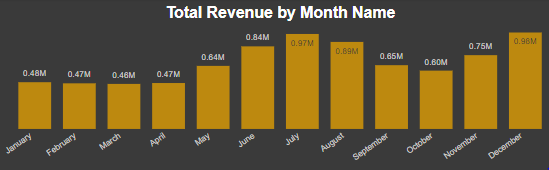 Total Revenue by Month Name
0.48M
0.47M
0.46M
0.47M
0.64M
0.84M
0.97M
0.89M
0.65M
0.60M
0.75M
0.98M
January
February
March
April
May
June
July
August
September
October
November
December